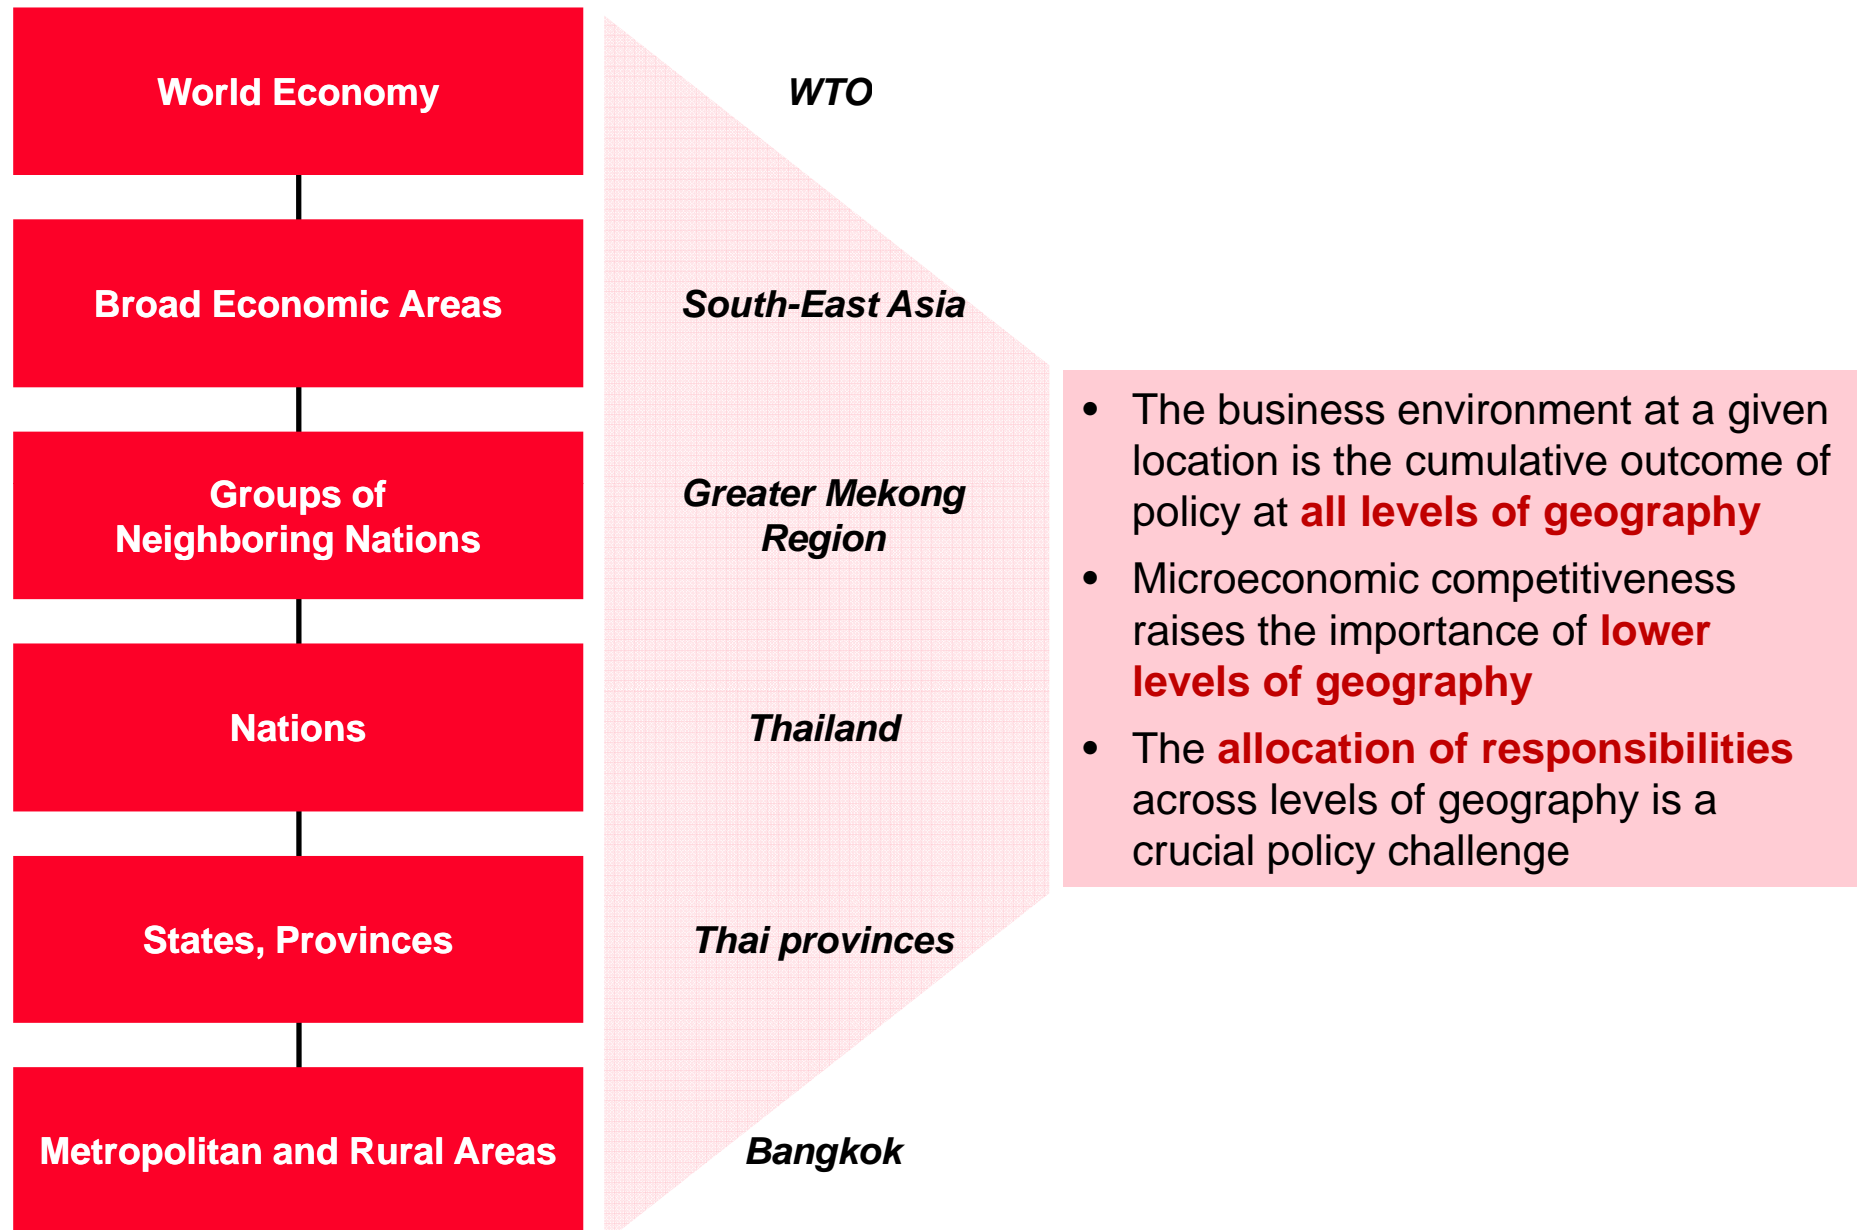 World Economy
WTO
Broad Economic Areas
South-East Asia
Groups of
Neighboring Nations
Greater Mekong
Region
Nations
Thailand
States, Provinces
Thai provinces
Metropolitan and Rural Areas
Bangkok
• The business environment at a given
location is the cumulative outcome of
policy at all levels of geography
• Microeconomic competitiveness
raises the importance of lower
levels of geography
• The allocation of responsibilities
across levels of geography is a
crucial policy challenge